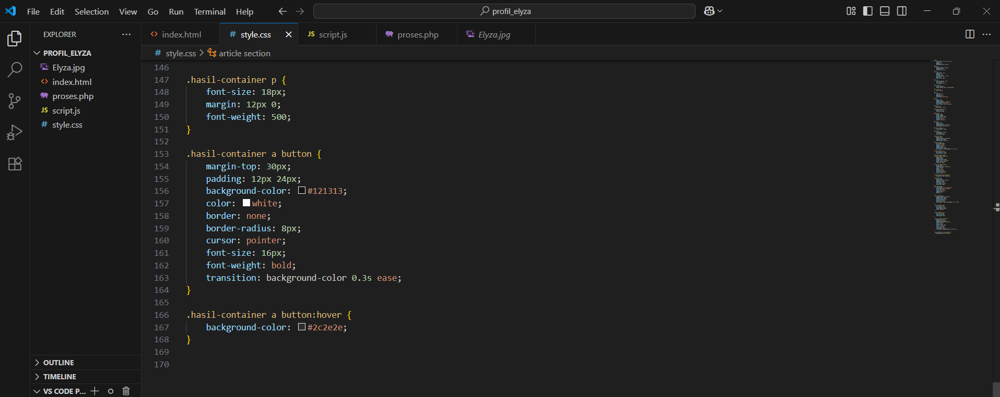 File Edit Selection View Go Run Terminal Help profil_elyza
EXPLORER
PROFIL_ELYZA
Elyza.jpg
index.html
proses.php
script.js
style.css
OUTLINE
TIMELINE
VS CODE P...
index.html style.css script.js proses.php Elyza.jpg
style.css > article section
146
147 .hasil-container p {
148 font-size: 18px;
149 margin: 12px 0;
150 font-weight: 500;
151 }
152
153 .hasil-container a button {
154 margin-top: 30px;
155 padding: 12px 24px;
156 background-color: #121313;
157 color: white;
158 border: none;
159 border-radius: 8px;
160 cursor: pointer;
161 font-size: 16px;
162 font-weight: bold;
163 transition: background-color 0.3s ease;
164 }
165
166 .hasil-container a button:hover {
167 background-color: #2c2e2e;
168 }
169
170